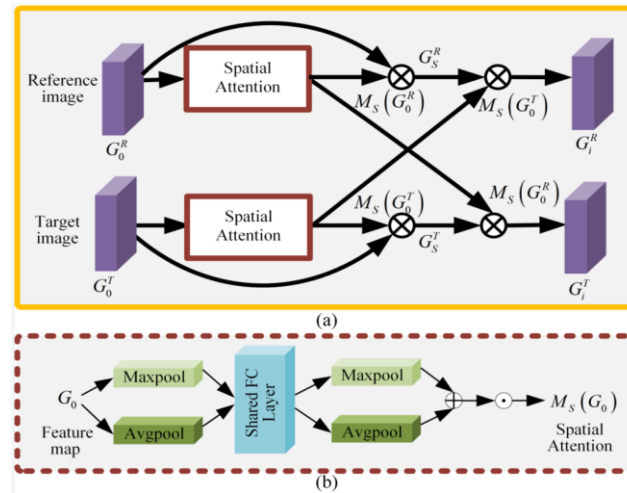 Reference
image
G_0^R
Spatial
Attention
M_S(G_0^R)
G_S^R
M_S(G_0^T)
G_i^R
Target
image
G_0^T
Spatial
Attention
M_S(G_0^T)
G_S^T
M_S(G_0^R)
G_i^T
(a)
G_0
Feature
map
Maxpool
Avgpool
Shared FC
Layer
Maxpool
Avgpool
M_S(G_0)
Spatial
Attention
(b)